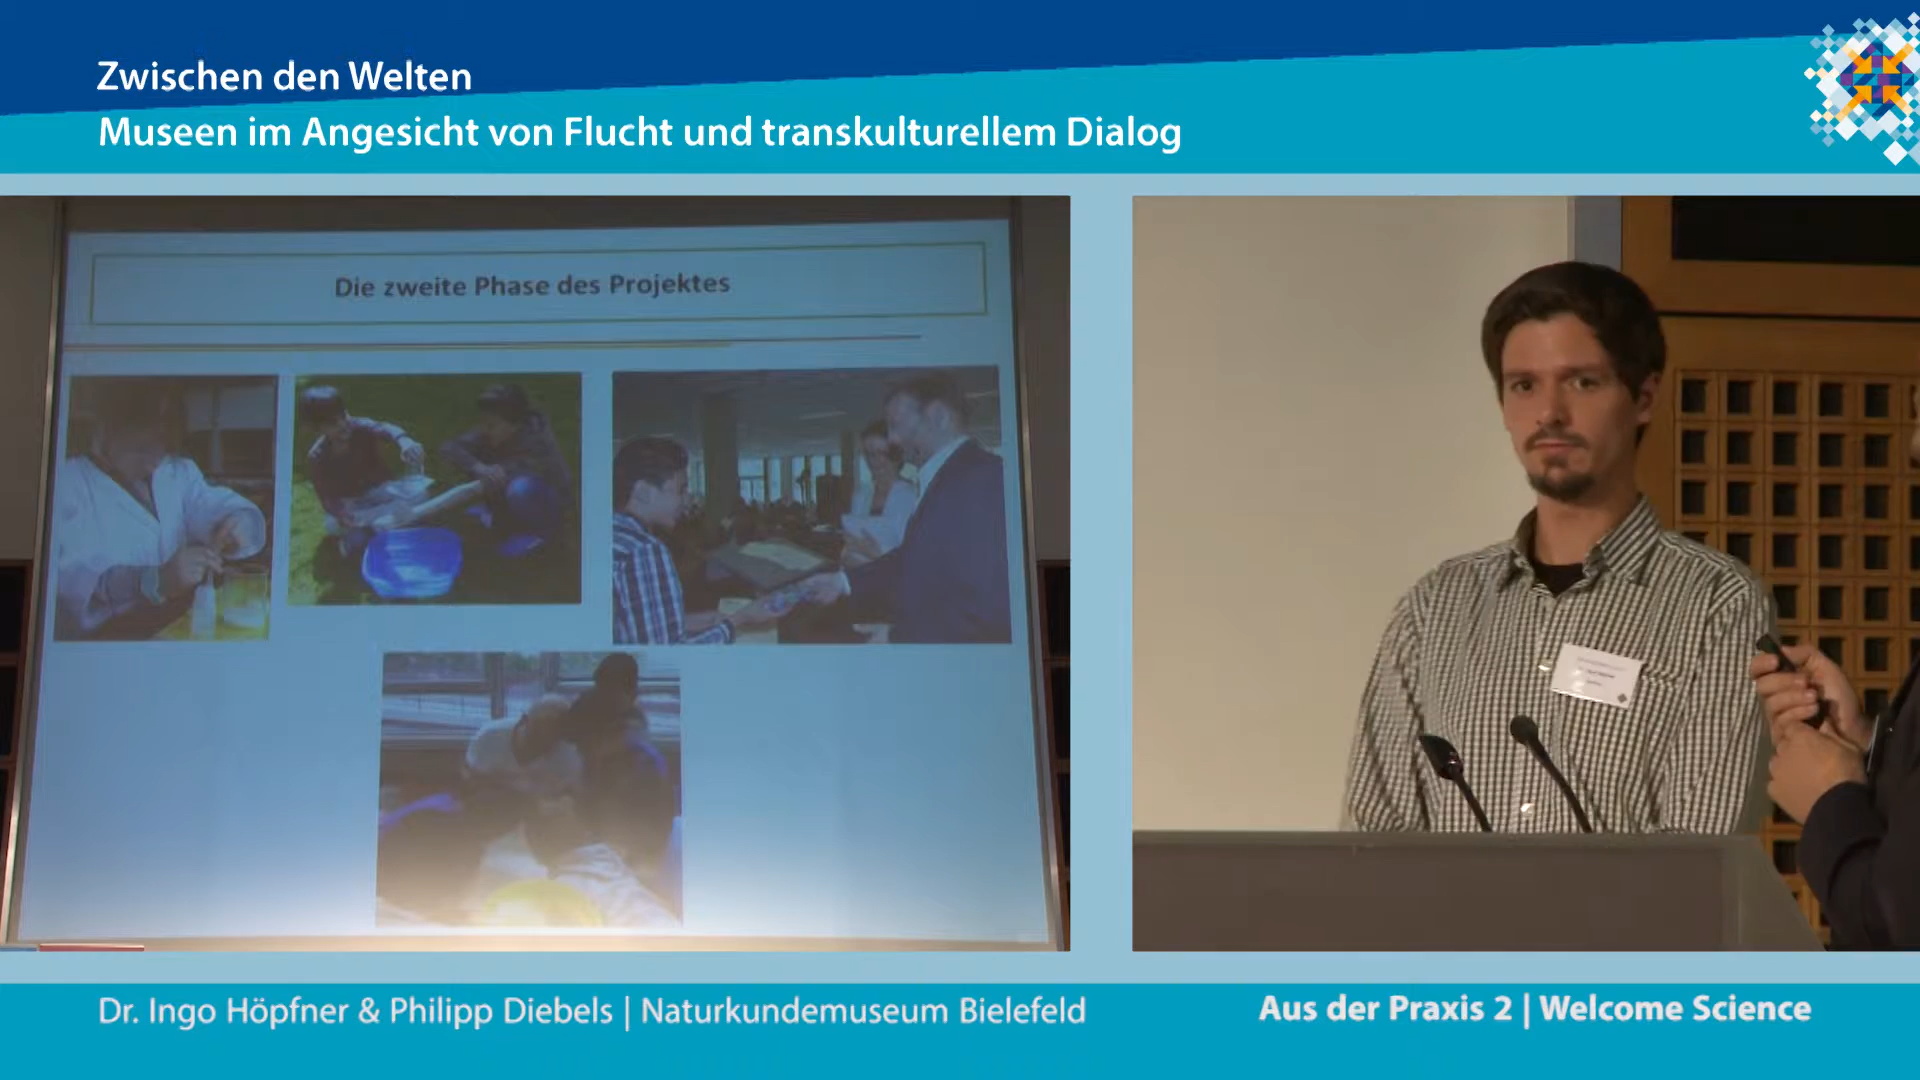 Zwischen den Welten
Museen im Angesicht von Flucht und transkulturellem Dialog
Die zweite Phase des Projektes
Dr. Ingo Höpfner & Philipp Diebels | Naturkundemuseum Bielefeld
Aus der Praxis 2 | Welcome Science